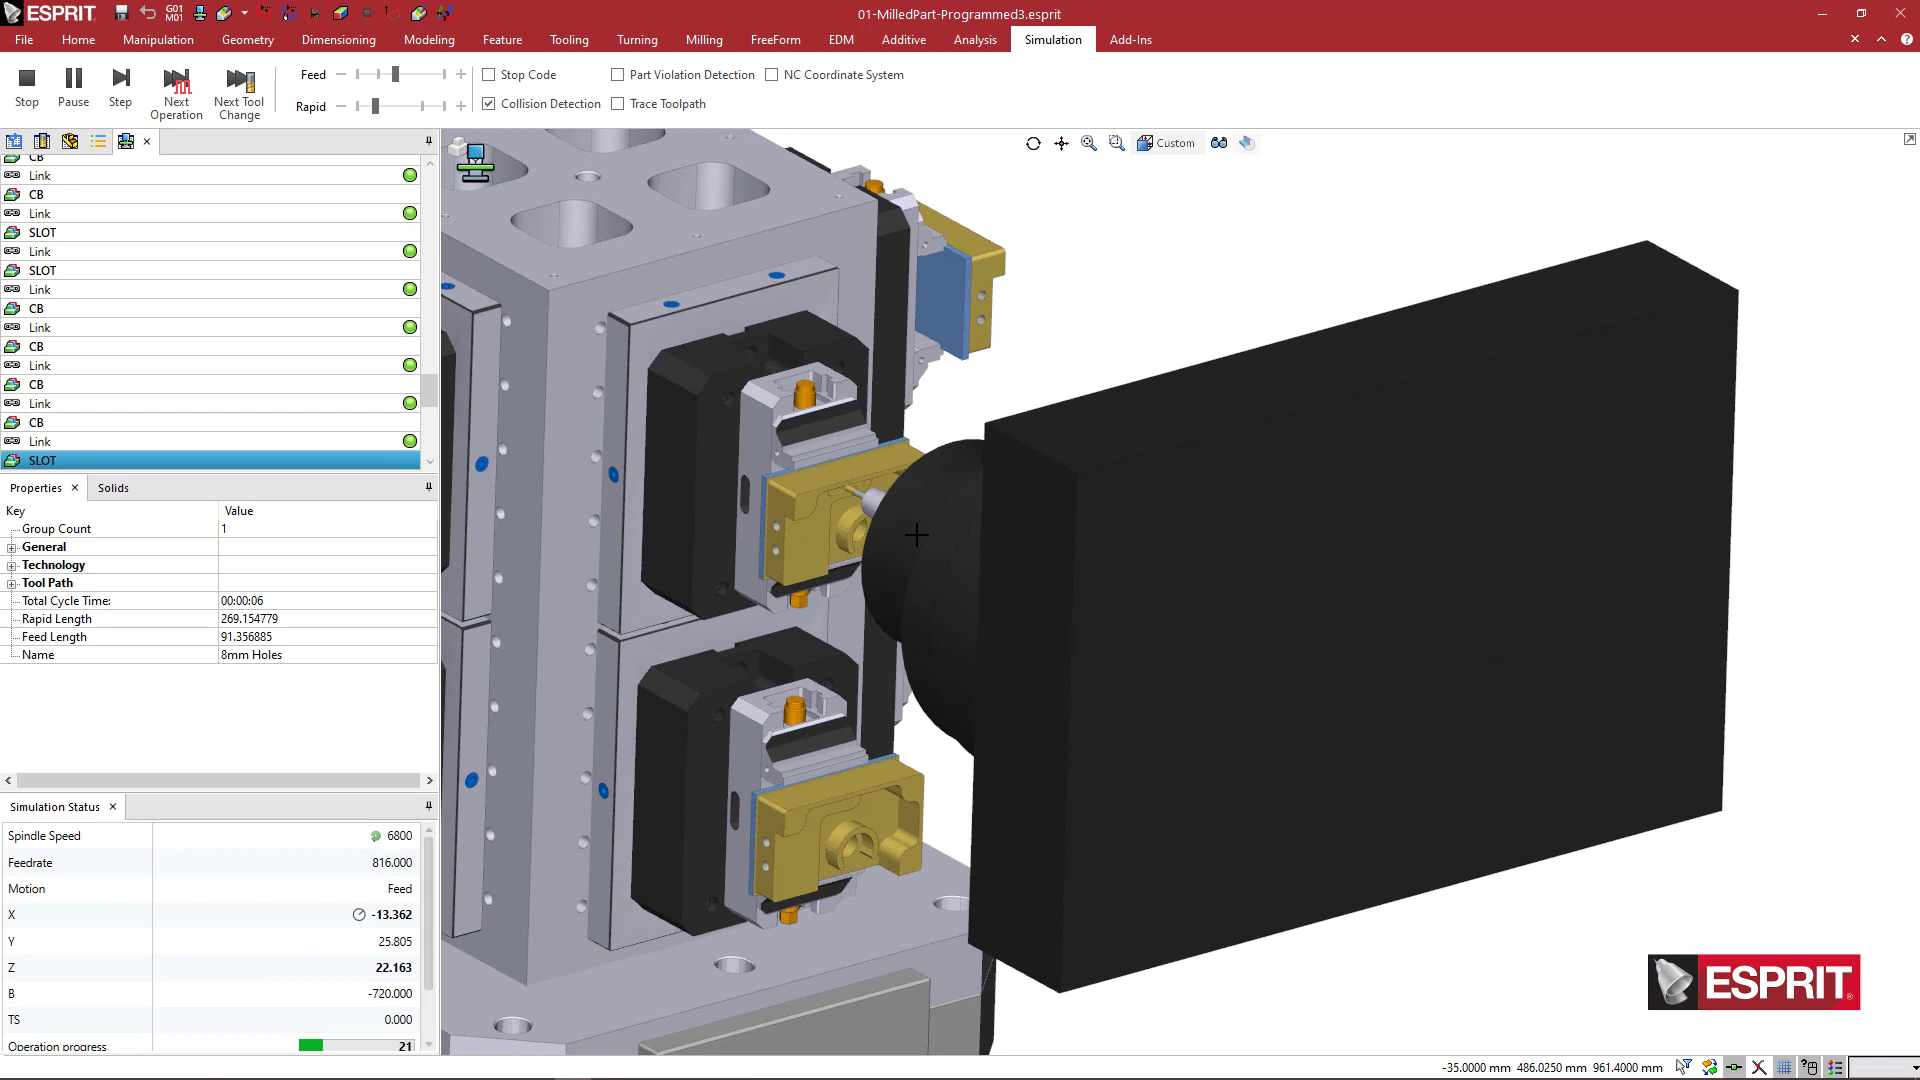 ESPRIT
G01
M01
01-MilledPart-Programmed3.esprit
File Home Manipulation Geometry Dimensioning Modeling Feature Tooling Turning Milling FreeForm EDM Additive Analysis Simulation Add-Ins
Stop
Pause
Step
Next Operation
Next Tool Change
Feed
Rapid
Stop Code
Part Violation Detection
NC Coordinate System
Collision Detection
Trace Toolpath
Custom
CB
Link
CB
Link
SLOT
Link
SLOT
Link
CB
Link
CB
Link
CB
Link
CB
Link
SLOT
Properties
Solids
Key Value
Group Count 1
General
Technology
Tool Path
Total Cycle Time: 00:00:06
Rapid Length 269.154779
Feed Length 91.356885
Name 8mm Holes
Simulation Status
Spindle Speed 6800
Feedrate 816.000
Motion Feed
X -13.362
Y 25.805
Z 22.163
B -720.000
TS 0.000
Operation progress 21
ESPRIT
-35.0000 mm 486.0250 mm 961.4000 mm